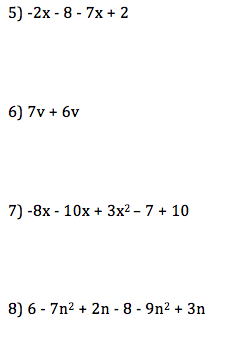 5) -2x - 8 - 7x + 2
6) 7v + 6v
7) -8x - 10x + 3x² – 7 + 10
8) 6 - 7n² + 2n - 8 - 9n² + 3n